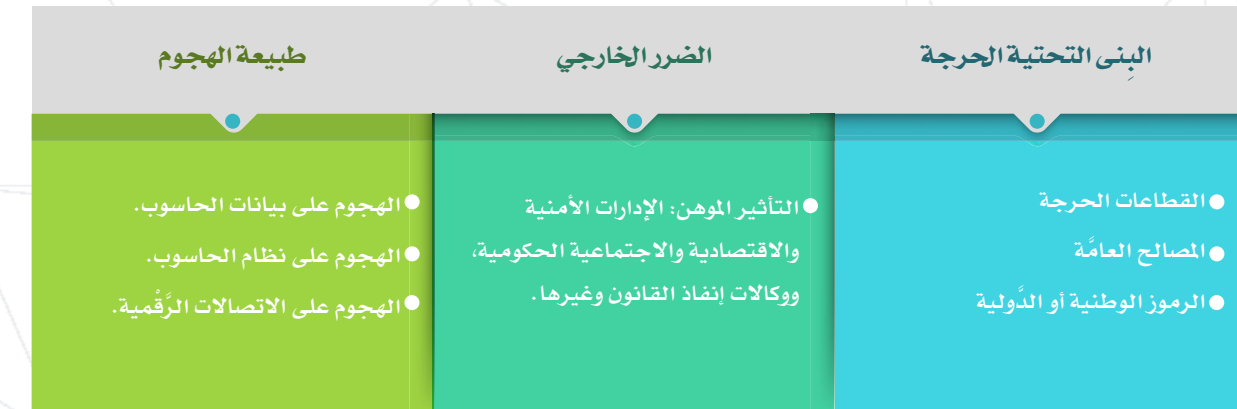 البِنى التحتية الحرجة
القطاعات الحرجة
المصالح العامَّة
الرموز الوطنية أو الدَّولية
الضرر الخارجي
التأثير الموهن: الإدارات الأمنية
والاقتصادية والاجتماعية الحكومية،
ووكالات إنفاذ القانون وغيرها.
طبيعة الهجوم
الهجوم على بيانات الحاسوب.
الهجوم على نظام الحاسوب.
الهجوم على الاتصالات الرَّقْمية.